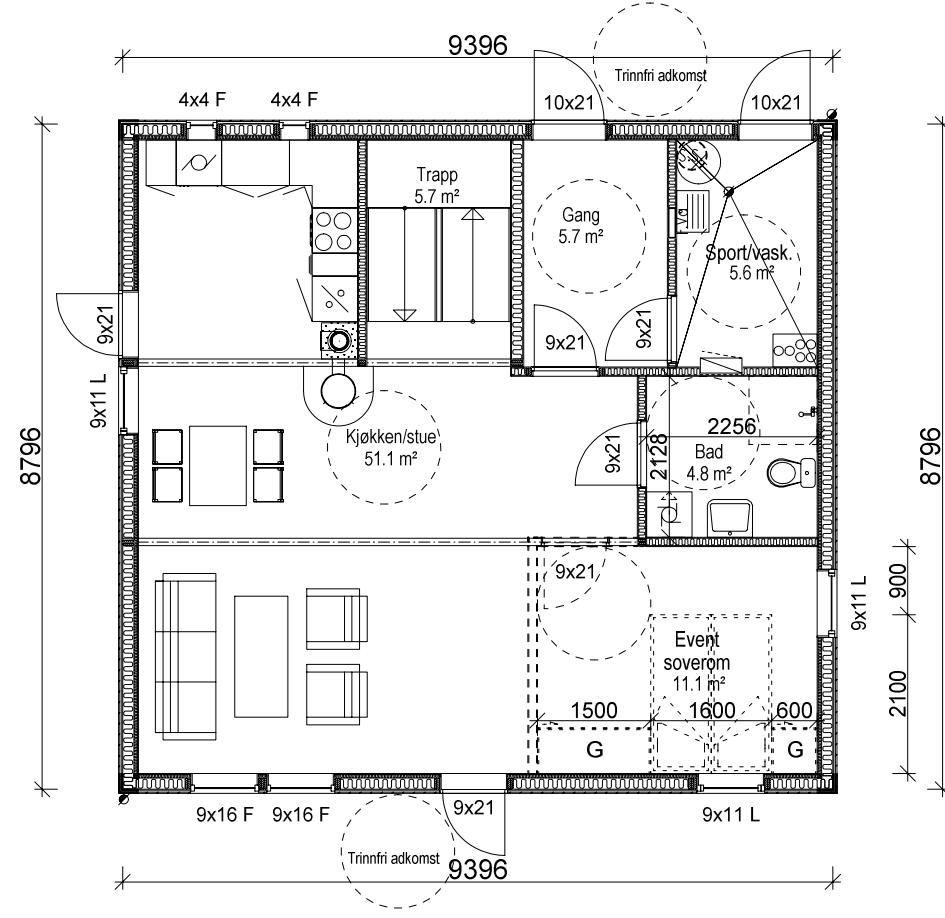 9396
Trinnfri adkomst
4x4 F
4x4 F
10x21
10x21
Trapp
5.7 m²
Gang
5.7 m²
Sport/vask.
5.6 m²
9x21
9x21
9x21
9x11 L
8796
8796
Kjøkken/stue
51.1 m²
9x21
2128
2256
Bad
4.8 m²
9x21
900
9x11 L
Event
soverom
11.1 m²
2100
1500
1600
600
G
G
9x16 F
9x16 F
9x21
9x11 L
Trinnfri adkomst
9396